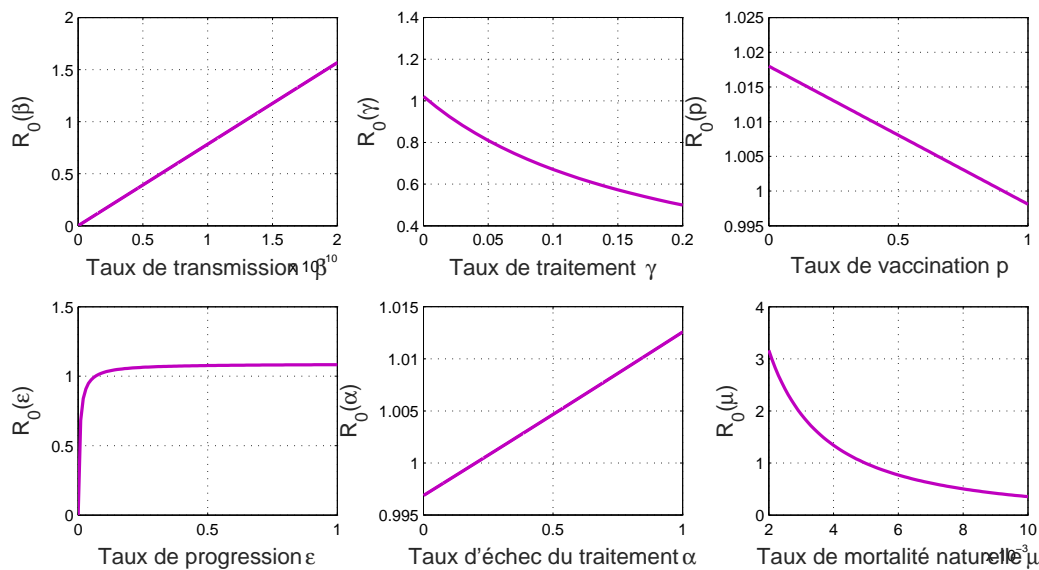 2
1.5
1
0.5
0
R0(β)
0 0.5 1 1.5 2
Taux de transmission β
1.4
1.2
1
0.8
0.6
0.4
R0(γ)
0 0.05 0.1 0.15 0.2
Taux de traitement γ
1.025
1.02
1.015
1.01
1.005
1
0.995
R0(p)
0 0.5 1
Taux de vaccination p
1.5
1
0.5
0
R0(ε)
0 0.5 1
Taux de progression ε
1.015
1.01
1.005
1
0.995
R0(α)
0 0.5 1
Taux d'échec du traitement α
4
3
2
1
0
R0(μ)
2 4 6 8 10
Taux de mortalité naturelle μ